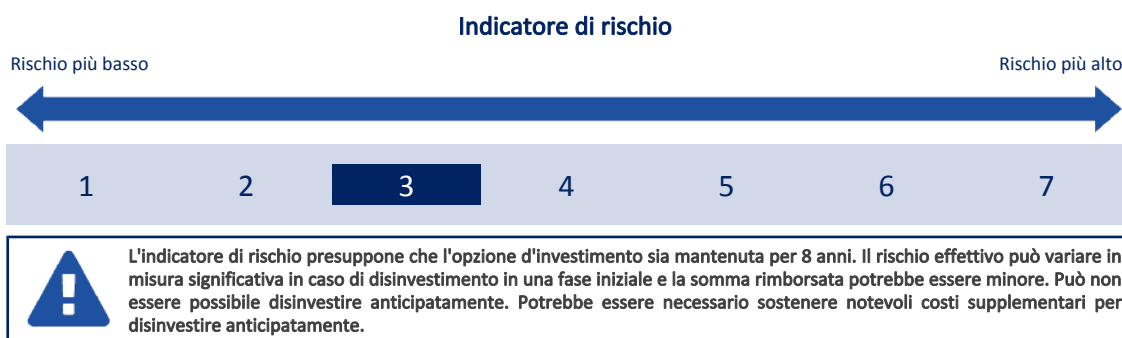 Indicatore di rischio
Rischio più basso
Rischio più alto
1 2 3 4 5 6 7
L'indicatore di rischio presuppone che l'opzione d'investimento sia mantenuta per 8 anni. Il rischio effettivo può variare in
misura significativa in caso di disinvestimento in una fase iniziale e la somma rimborsata potrebbe essere minore. Può non
essere possibile disinvestire anticipatamente. Potrebbe essere necessario sostenere notevoli costi supplementari per
disinvestire anticipatamente.